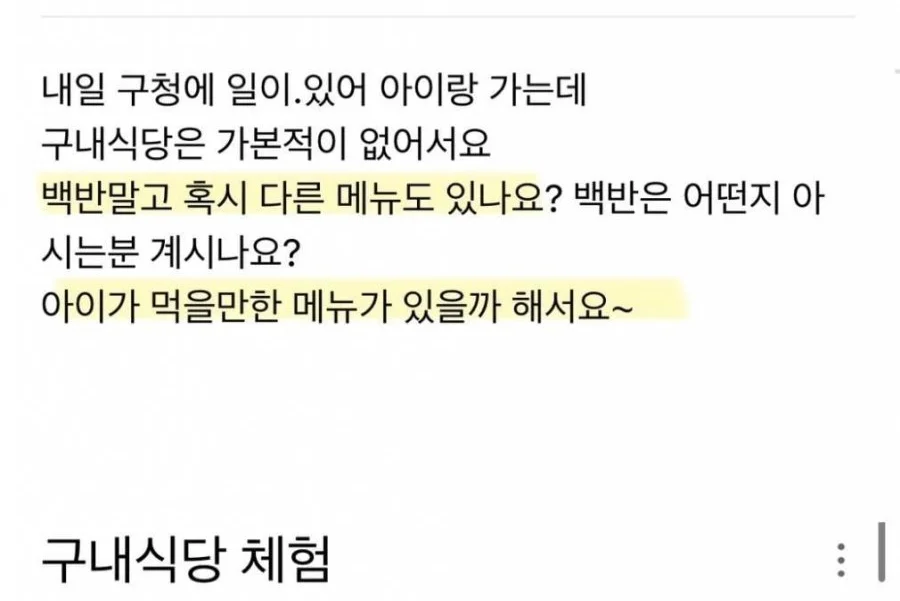 내일 구청에 일이.있어 아이랑 가는데
구내식당은 가본적이 없어서요
백반말고 혹시 다른 메뉴도 있나요? 백반은 어떤지 아
시는분 계시나요?
아이가 먹을만한 메뉴가 있을까 해서요~
구내식당 체험